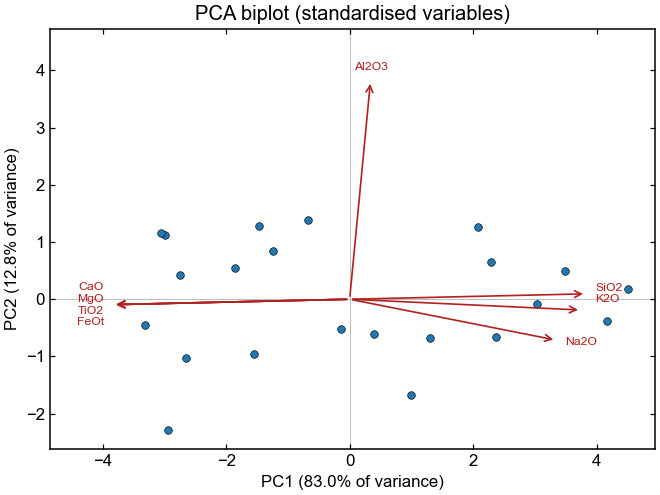 PCA biplot (standardised variables)
Al2O3
CaO
MgO
TiO2
FeOt
SiO2
K2O
Na2O
4
3
2
1
0
−1
−2
−4
−2
0
2
4
PC2 (12.8% of variance)
PC1 (83.0% of variance)